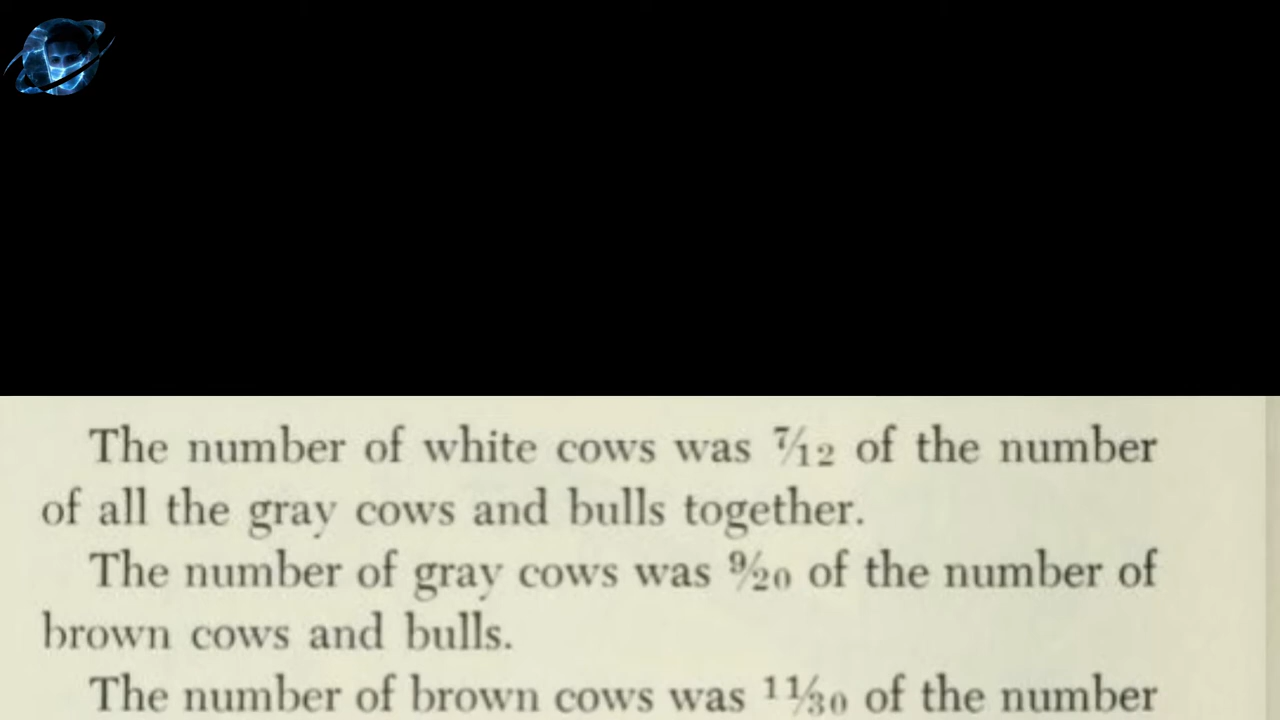 The number of white cows was 7/12 of the number
of all the gray cows and bulls together.
The number of gray cows was 9/20 of the number of
brown cows and bulls.
The number of brown cows was 11/30 of the number